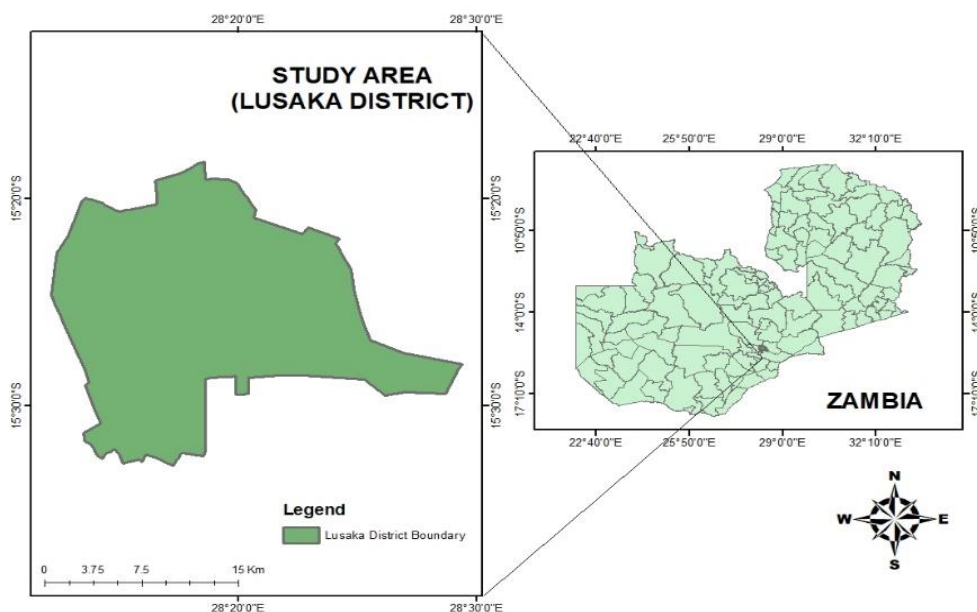 28°20'0"E
28°30'0"E
STUDY AREA
(LUSAKA DISTRICT)
15°20'0"S
15°20'0"S
15°30'0"S
15°30'0"S
Legend
Lusaka District Boundary
0 3.75 7.5 15 Km
28°20'0"E
28°30'0"E
22°40'0"E
25°50'0"E
29°0'0"E
32°10'0"E
10°50'0"S
10°50'0"S
14°0'0"S
14°0'0"S
17°10'0"S
17°10'0"S
ZAMBIA
22°40'0"E
25°50'0"E
29°0'0"E
32°10'0"E
N
W
E
S